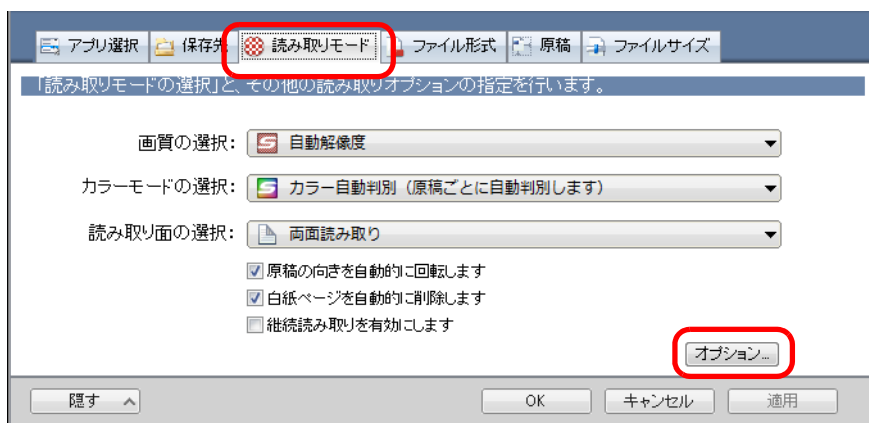 アプリ選択 保存先 読み取りモード ファイル形式 原稿 ファイルサイズ
「読み取りモードの選択」と、その他の読み取りオプションの指定を行います。
画質の選択: 自動解像度
カラーモードの選択: カラー自動判別（原稿ごとに自動判別します）
読み取り面の選択: 両面読み取り
原稿の向きを自動的に回転します
白紙ページを自動的に削除します
継続読み取りを有効にします
オプション...
隠す OK キャンセル 適用